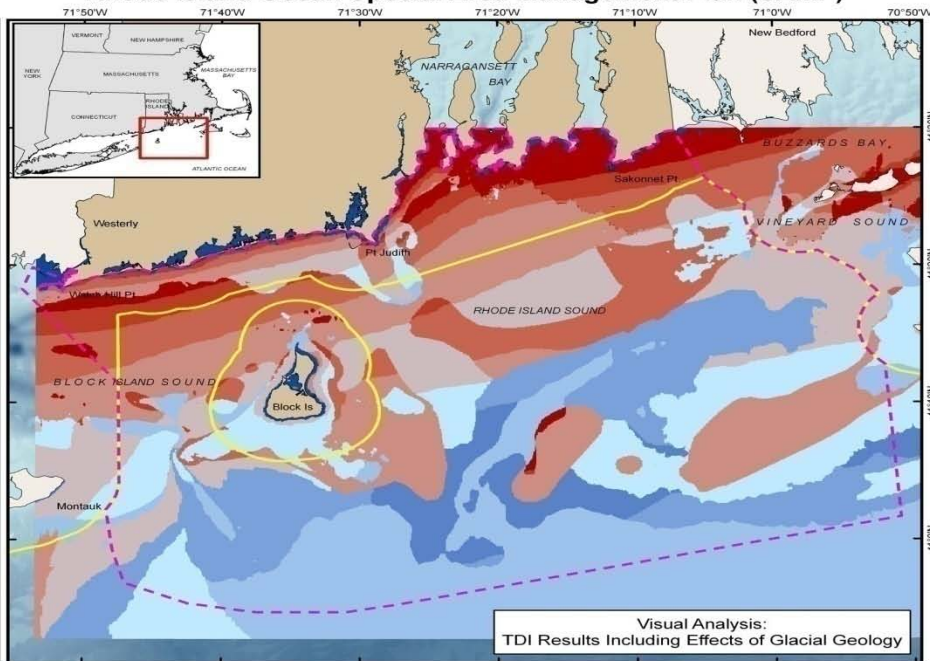 71°40'W
71°30'W
71°20'W
71°10'W
71°0'W
70°50'W
VERMONT
NEW HAMPSHIRE
NEW
YORK
MASSACHUSETTS
MASSACHUSETTS
BAY
RHODE
ISLAND
CONNECTICUT
ATLANTIC OCEAN
New Bedford
NARRAGANSETT
BAY
BUZZARDS BAY
Sakonnet Pt
VINEYARD SOUND
Westerly
Pt Judith
Watch Hill Pt
RHODE ISLAND SOUND
BLOCK ISLAND SOUND
Block Is
Montauk
Visual Analysis:
TDI Results Including Effects of Glacial Geology